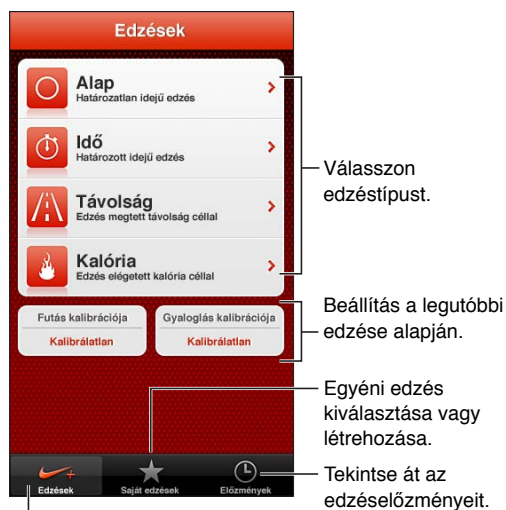 Edzések
Alap
Határozatlan idejű edzés
Idő
Határozott idejű edzés
Távolság
Edzés megtett távolság céllal
Kalória
Edzés elégetett kalória céllal
Válasszon
edzéstípust.
Futás kalibrációja
Kalibrálatlan
Gyaloglás kalibrációja
Kalibrálatlan
Beállítás a legutóbbi
edzése alapján.
Egyéni edzés
kiválasztása vagy
létrehozása.
Edzések
Saját edzések
Előzmények
Tekintse át az
edzéselőzményeit.